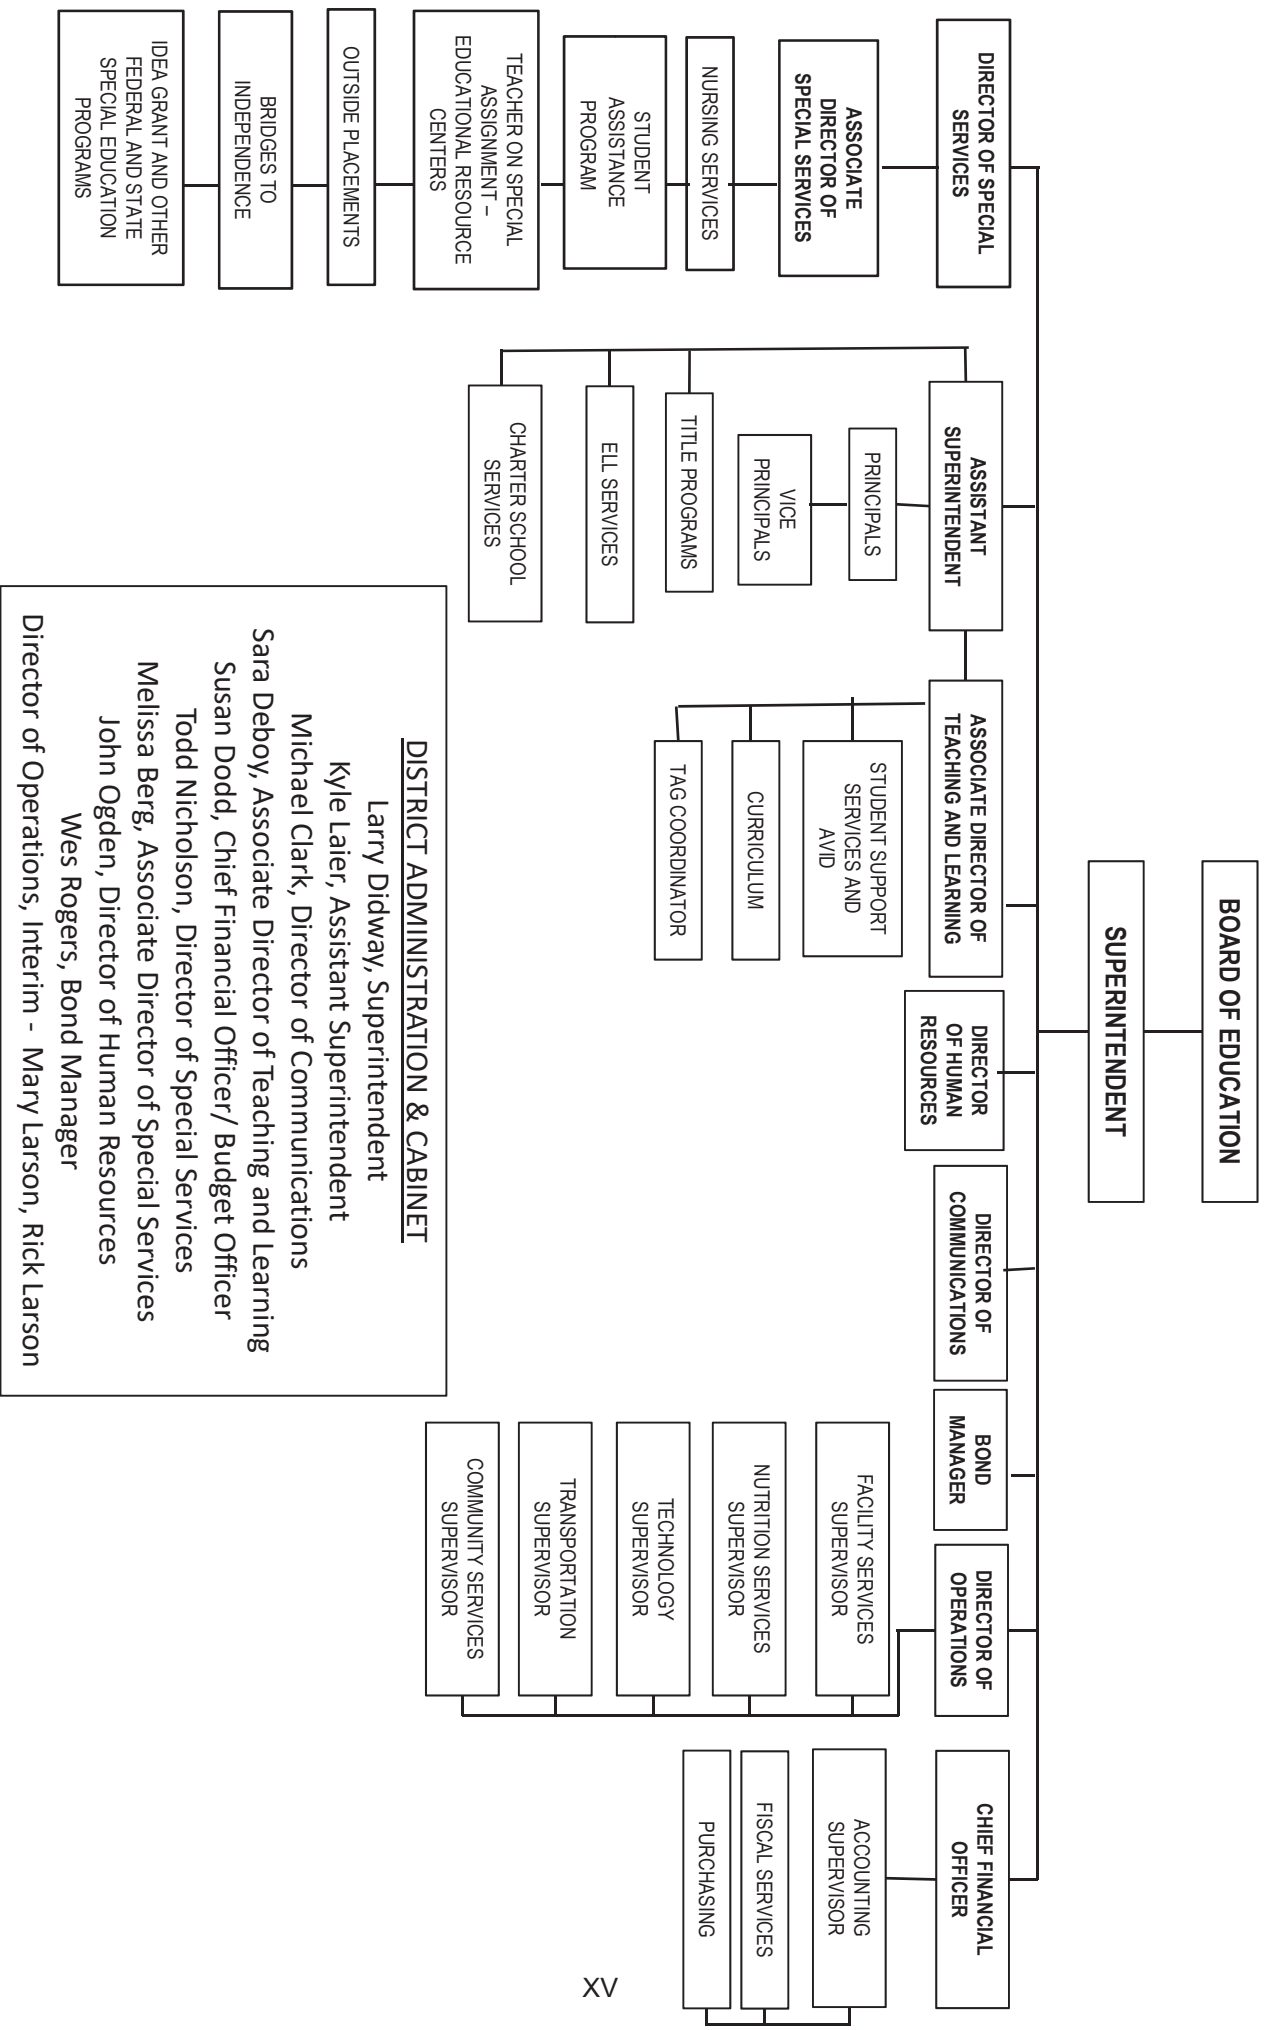 BOARD OF EDUCATION
SUPERINTENDENT
DIRECTOR OF SPECIAL
SERVICES
ASSOCIATE
DIRECTOR OF
SPECIAL SERVICES
NURSING SERVICES
STUDENT
ASSISTANCE
PROGRAM
TEACHER ON SPECIAL
ASSIGNMENT –
EDUCATIONAL RESOURCE
CENTERS
OUTSIDE PLACEMENTS
BRIDGES TO
INDEPENDENCE
IDEA GRANT AND OTHER
FEDERAL AND STATE
SPECIAL EDUCATION
PROGRAMS
ASSISTANT
SUPERINTENDENT
PRINCIPALS
VICE
PRINCIPALS
TITLE PROGRAMS
ELL SERVICES
CHARTER SCHOOL
SERVICES
ASSOCIATE DIRECTOR OF
TEACHING AND LEARNING
STUDENT SUPPORT
SERVICES AND
AVID
CURRICULUM
TAG COORDINATOR
DIRECTOR
OF HUMAN
RESOURCES
DIRECTOR OF
COMMUNICATIONS
BOND
MANAGER
DIRECTOR OF
OPERATIONS
FACILITY SERVICES
SUPERVISOR
NUTRITION SERVICES
SUPERVISOR
TECHNOLOGY
SUPERVISOR
TRANSPORTATION
SUPERVISOR
COMMUNITY SERVICES
SUPERVISOR
CHIEF FINANCIAL
OFFICER
ACCOUNTING
SUPERVISOR
FISCAL SERVICES
PURCHASING
DISTRICT ADMINISTRATION & CABINET
Larry Didway, Superintendent
Kyle Laier, Assistant Superintendent
Michael Clark, Director of Communications
Sara Deboy, Associate Director of Teaching and Learning
Susan Dodd, Chief Financial Officer/ Budget Officer
Todd Nicholson, Director of Special Services
Melissa Berg, Associate Director of Special Services
John Ogden, Director of Human Resources
Wes Rogers, Bond Manager
Director of Operations, Interim - Mary Larson, Rick Larson
XV